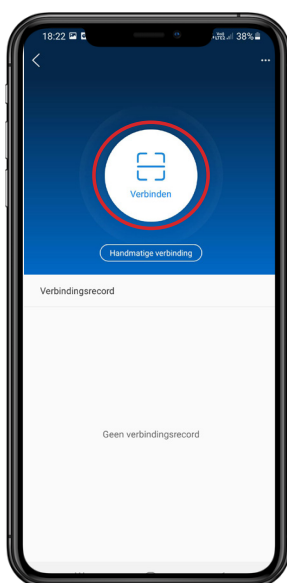 18:22
38%
Verbinden
Handmatige verbinding
Verbindingsrecord
Geen verbindingsrecord